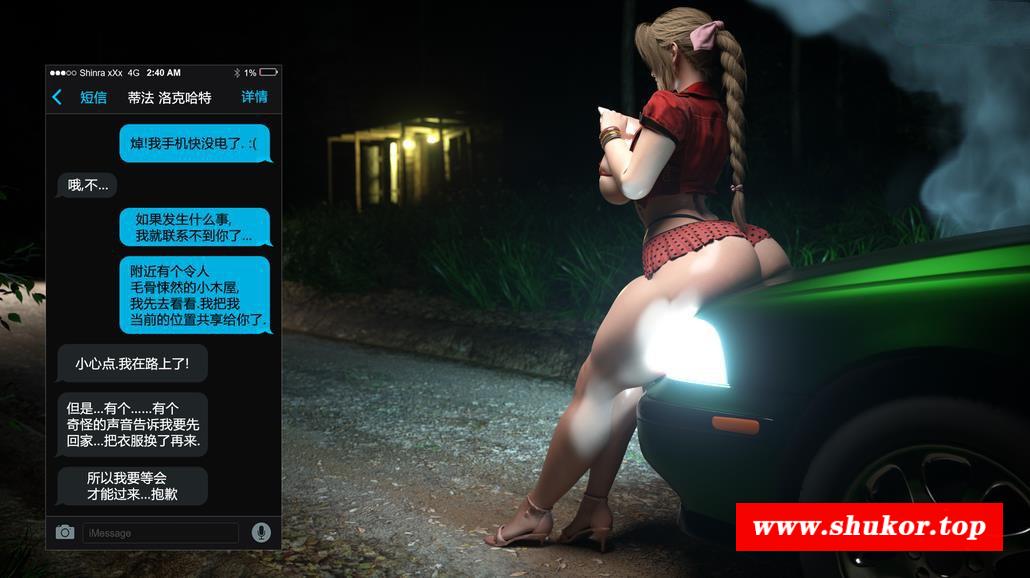 Shinra xXx 4G 2:40 AM 1%
短信 蒂法 洛克哈特 详情
焯!我手机快没电了. :(
哦,不...
如果发生什么事,
我就联系不到你了...
附近有个令人
毛骨悚然的小木屋,
我先去看看.我把我
当前的位置共享给你了.
小心点.我在路上了!
但是...有个......有个
奇怪的声音告诉我要先
回家...把衣服换了再来.
所以我要等会
才能过来...抱歉
iMessage
www.shukor.top